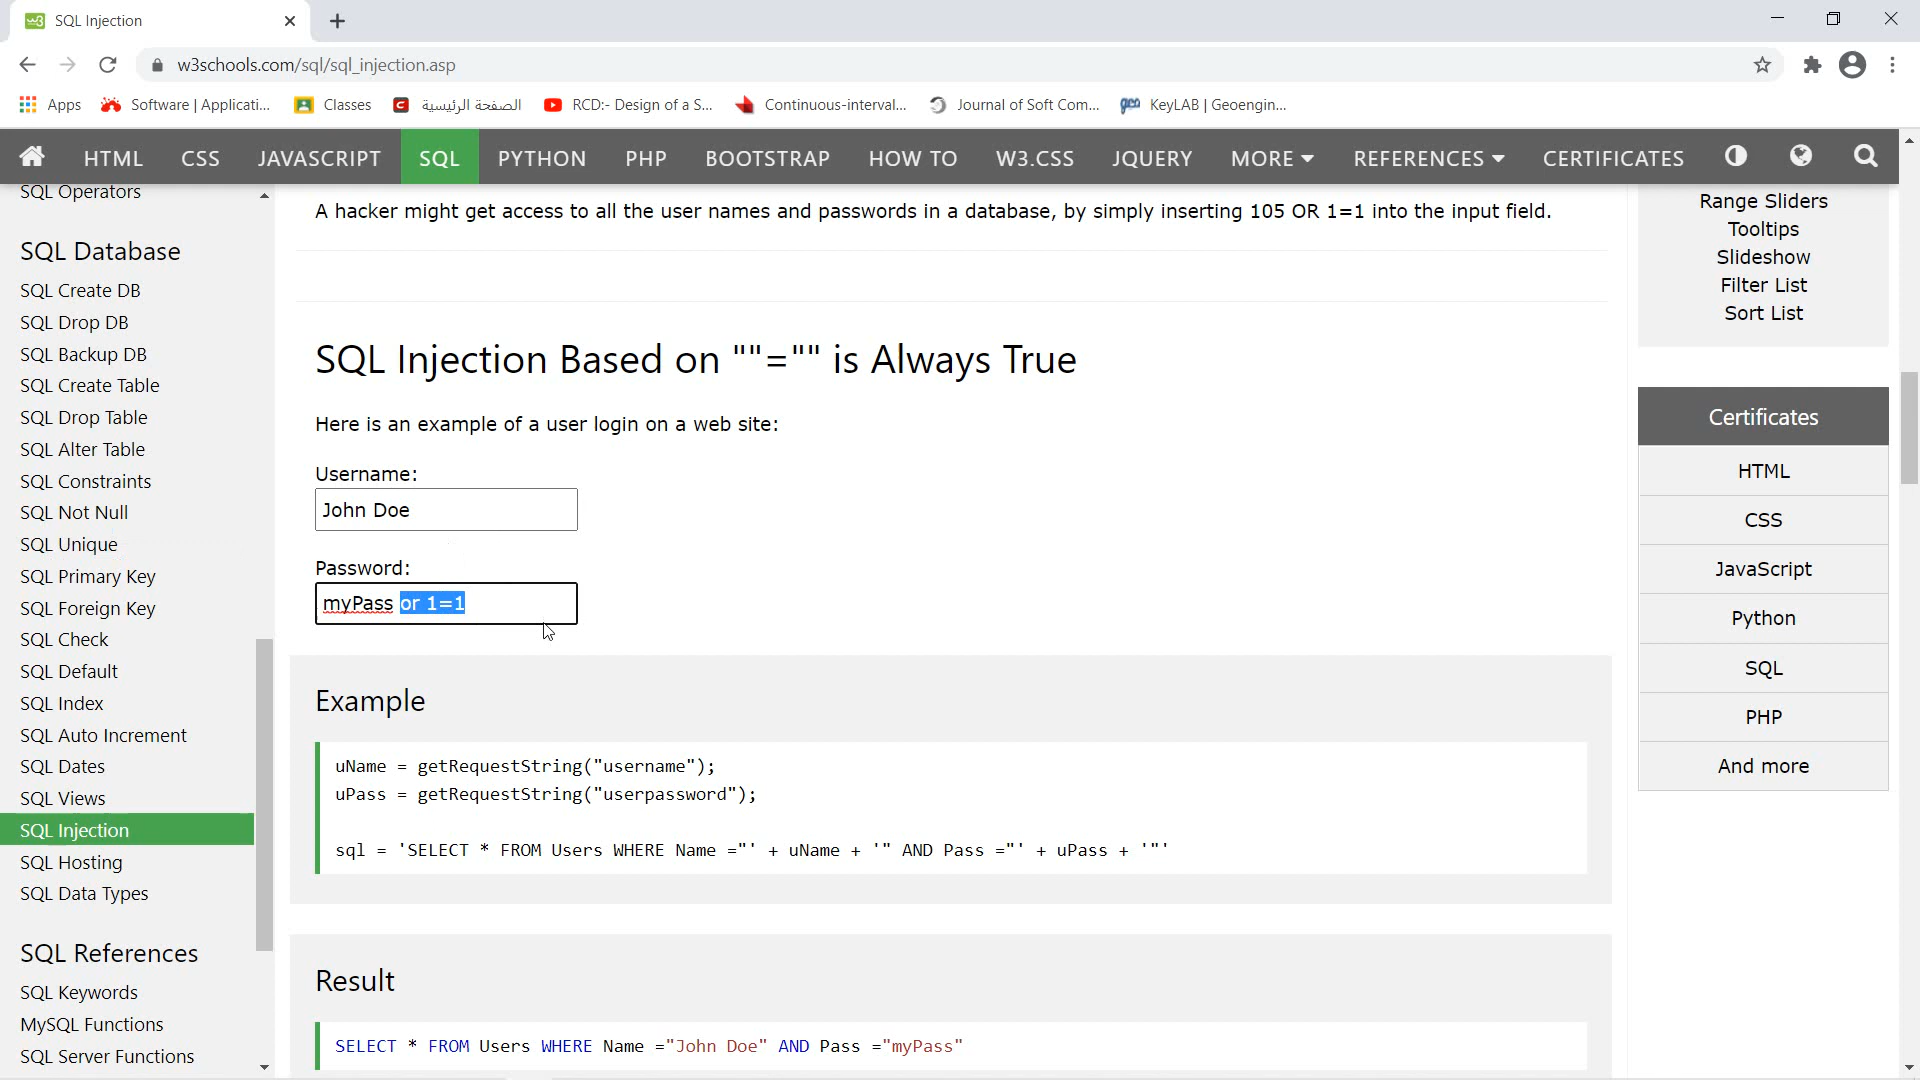 SQL Injection
w3schools.com/sql/sql_injection.asp
Apps
Software | Applicati...
Classes
الصفحة الرئيسية
RCD:- Design of a S...
Continuous-interval...
Journal of Soft Com...
KeyLAB | Geoengin...
HTML
CSS
JAVASCRIPT
SQL
PYTHON
PHP
BOOTSTRAP
HOW TO
W3.CSS
JQUERY
MORE
REFERENCES
CERTIFICATES
SQL Operators
SQL Database
SQL Create DB
SQL Drop DB
SQL Backup DB
SQL Create Table
SQL Drop Table
SQL Alter Table
SQL Constraints
SQL Not Null
SQL Unique
SQL Primary Key
SQL Foreign Key
SQL Check
SQL Default
SQL Index
SQL Auto Increment
SQL Dates
SQL Views
SQL Injection
SQL Hosting
SQL Data Types
SQL References
SQL Keywords
MySQL Functions
SQL Server Functions
A hacker might get access to all the user names and passwords in a database, by simply inserting 105 OR 1=1 into the input field.
SQL Injection Based on ""="" is Always True
Here is an example of a user login on a web site:
Username:
John Doe
Password:
myPass or 1=1
Example
uName = getRequestString("username");
uPass = getRequestString("userpassword");
sql = 'SELECT * FROM Users WHERE Name ="' + uName + '" AND Pass ="' + uPass + '"'
Result
SELECT * FROM Users WHERE Name ="John Doe" AND Pass ="myPass"
Range Sliders
Tooltips
Slideshow
Filter List
Sort List
Certificates
HTML
CSS
JavaScript
Python
SQL
PHP
And more